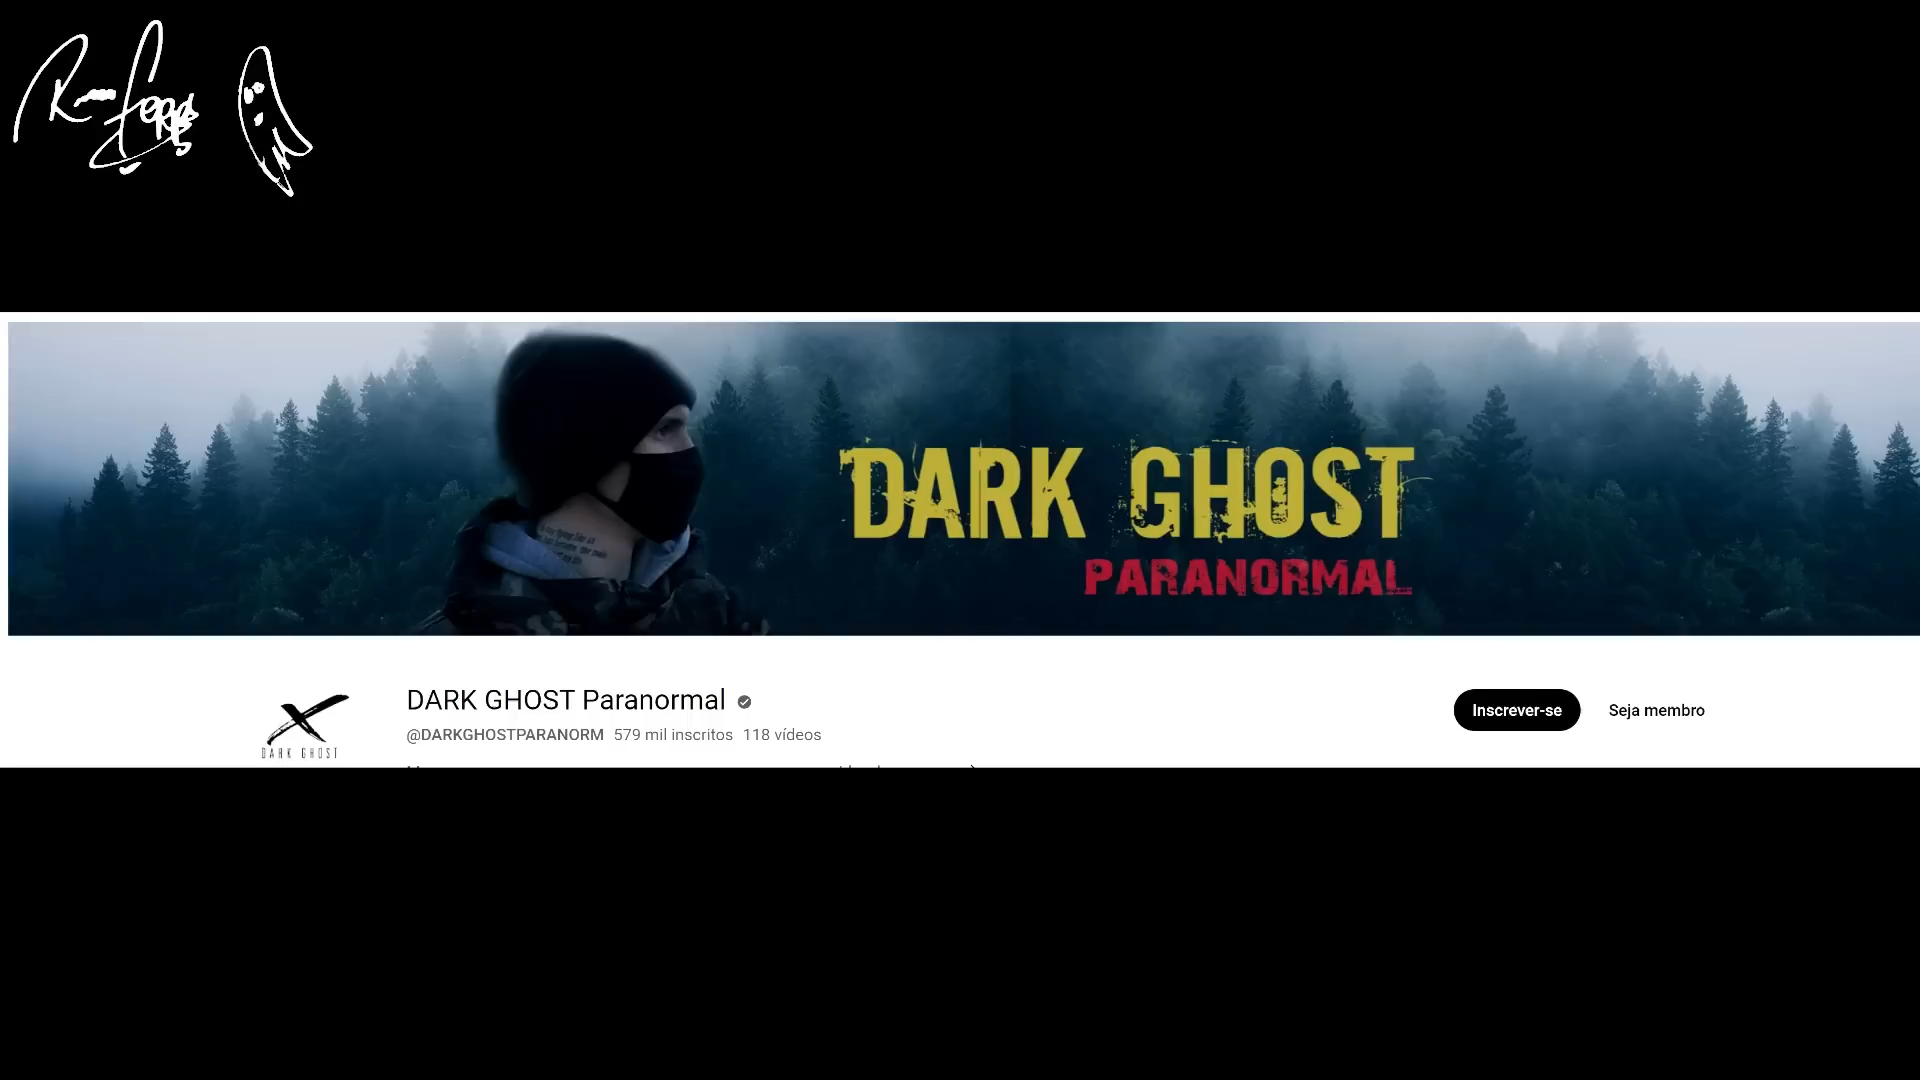 DARK GHOST
PARANORMAL
DARK GHOST Paranormal
@DARKGHOSTPARANORM 579 mil inscritos 118 vídeos
DARK GHOST
Inscrever-se
Seja membro